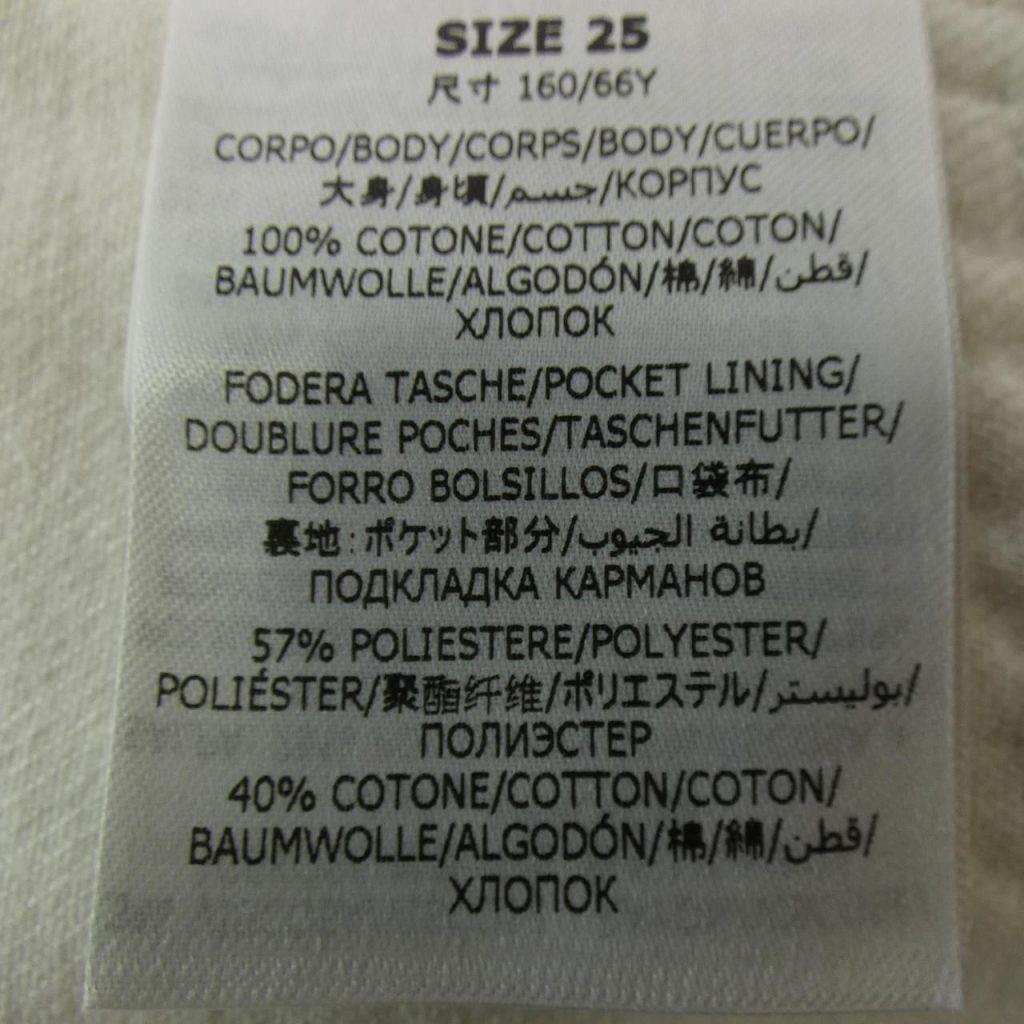 SIZE 25
尺寸 160/66Y
CORPO/BODY/CORPS/BODY/CUERPO/
大身/身頃/جسم/КОРПУС
100% COTONE/COTTON/COTON/
BAUMWOLLE/ALGODÓN/棉/綿/قطن/
ХЛОПОК
FODERA TASCHE/POCKET LINING/
DOUBLURE POCHES/TASCHENFUTTER/
FORRO BOLSILLOS/口袋布/
裏地:ポケット部分/بطانة الجيوب/
ПОДКЛАДКА КАРМАНОВ
57% POLIESTERE/POLYESTER/
POLIÉSTER/聚酯纤维/ポリエステル/بوليستر/
ПОЛИЭСТЕР
40% COTONE/COTTON/COTON/
BAUMWOLLE/ALGODÓN/棉/綿/قطن/
ХЛОПОК